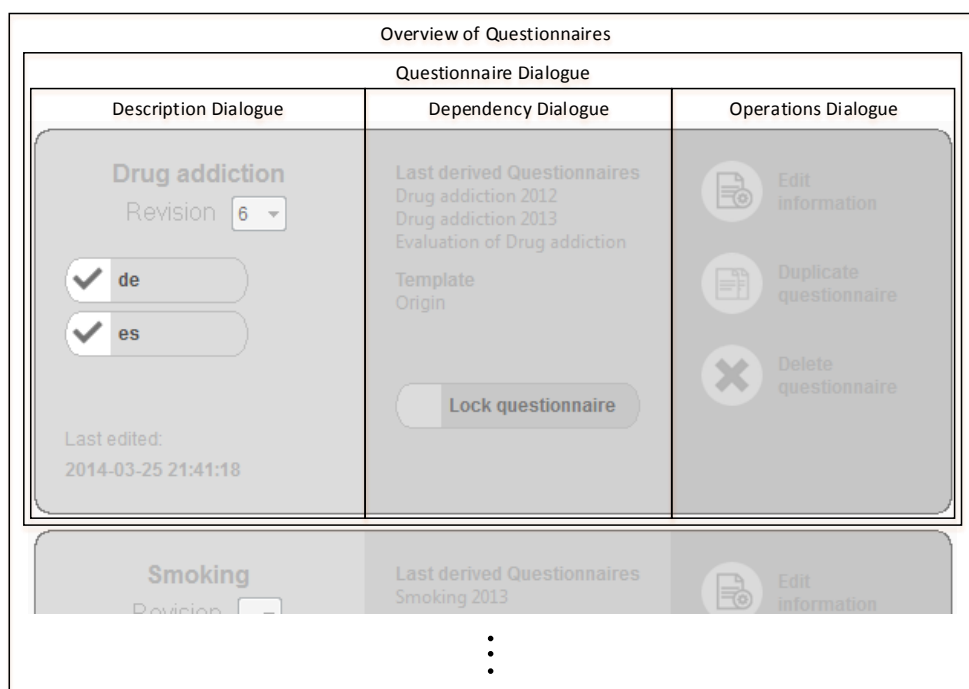 Overview of Questionnaires
Questionnaire Dialogue
Description Dialogue
Dependency Dialogue
Operations Dialogue
Drug addiction
Revision 6
de
es
Last edited:
2014-03-25 21:41:18
Last derived Questionnaires
Drug addiction 2012
Drug addiction 2013
Evaluation of Drug addiction
Template
Origin
Lock questionnaire
Edit
information
Duplicate
questionnaire
Delete
questionnaire
Smoking
Revision
Last derived Questionnaires
Smoking 2013
Edit
information